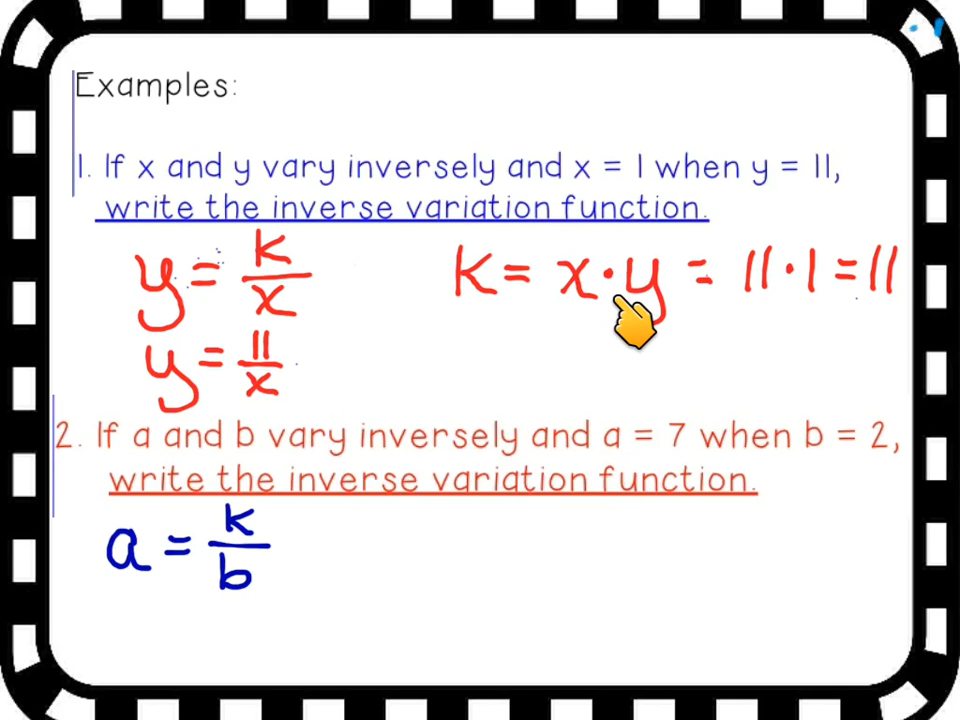 Examples:
1. If x and y vary inversely and x = 1 when y = 11,
write the inverse variation function.
y = k/x
k = x · y = 11 · 1 = 11
y = 11/x
2. If a and b vary inversely and a = 7 when b = 2,
write the inverse variation function.
a = k/b